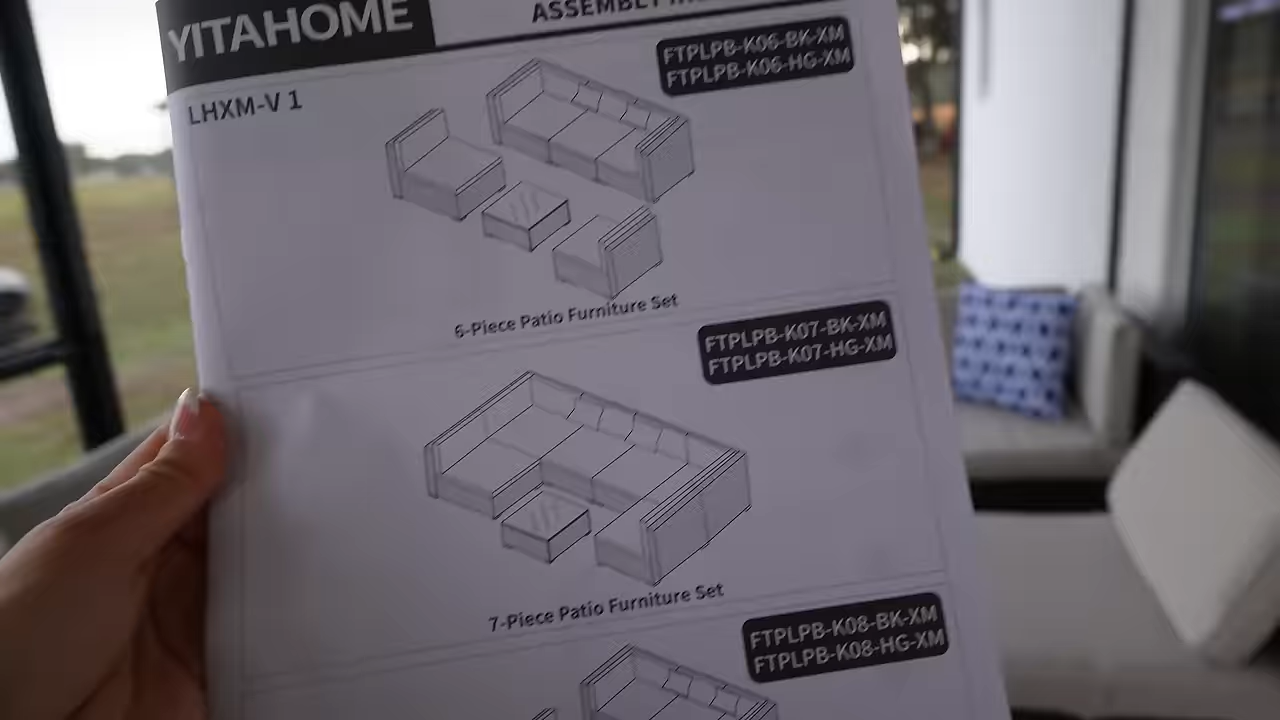 YITAHOME
ASSEMBLY
LHXM-V 1
FTPLPB-K06-BK-XM
FTPLPB-K06-HG-XM
6-Piece Patio Furniture Set
FTPLPB-K07-BK-XM
FTPLPB-K07-HG-XM
7-Piece Patio Furniture Set
FTPLPB-K08-BK-XM
FTPLPB-K08-HG-XM